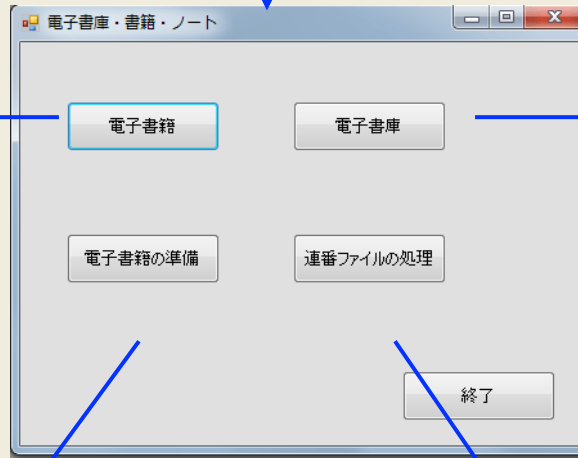 電子書庫・書籍・ノート
電子書籍
電子書庫
電子書籍の準備
連番ファイルの処理
終了